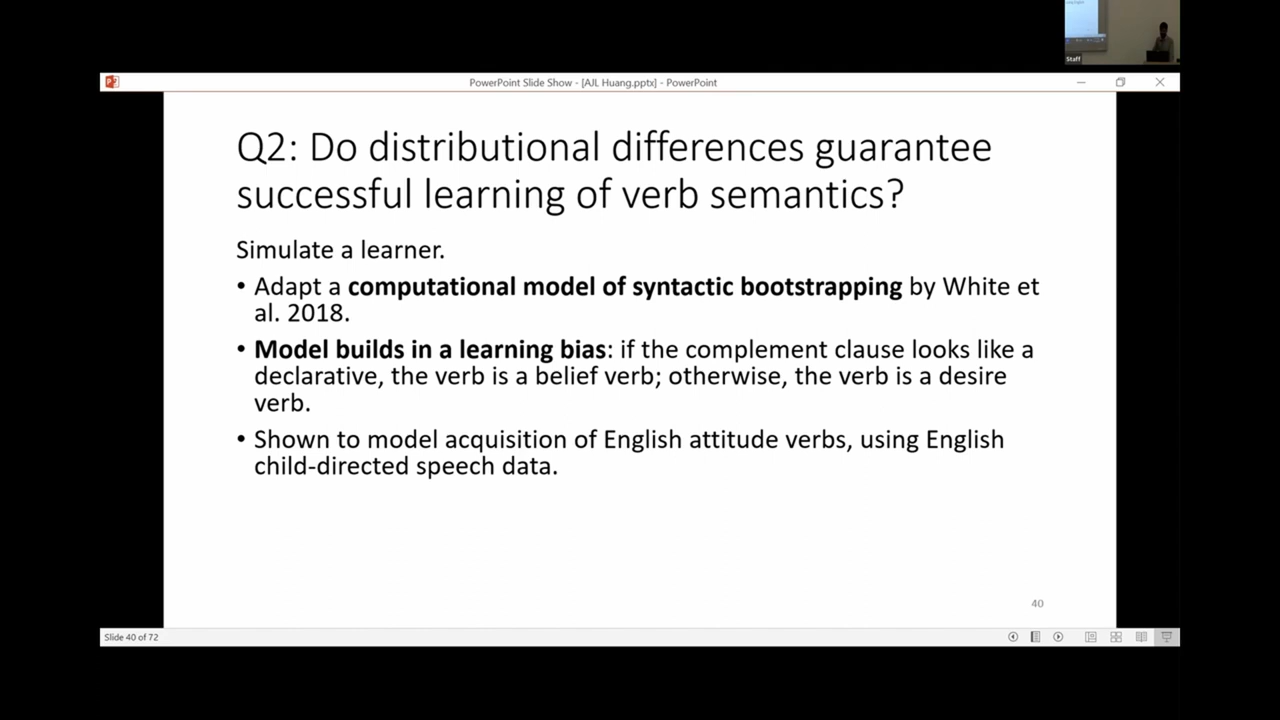 Staff
PowerPoint Slide Show - [AJL Huang.pptx] - PowerPoint
Q2: Do distributional differences guarantee
successful learning of verb semantics?
Simulate a learner.
• Adapt a computational model of syntactic bootstrapping by White et
al. 2018.
• Model builds in a learning bias: if the complement clause looks like a
declarative, the verb is a belief verb; otherwise, the verb is a desire
verb.
• Shown to model acquisition of English attitude verbs, using English
child-directed speech data.
40
Slide 40 of 72